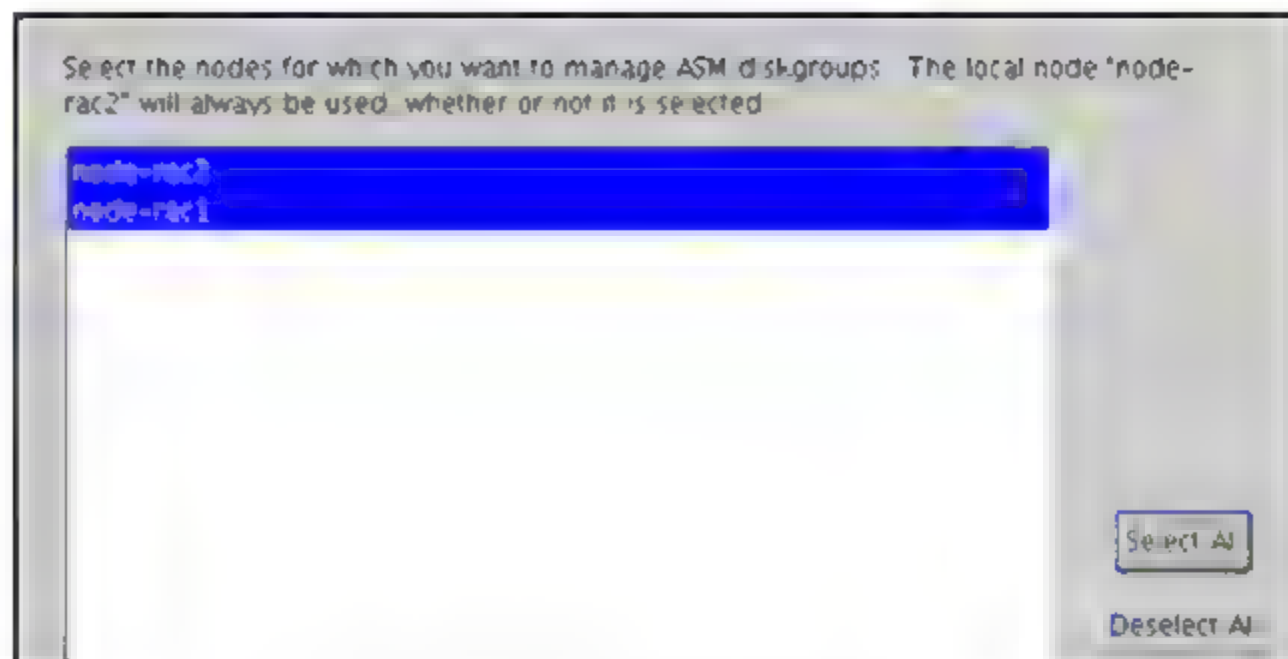 Select the nodes for which you want to manage ASM diskgroups. The local node "node-
rac2" will always be used, whether or not it is selected.
node-rac2
node-rac1
Select All
Deselect All